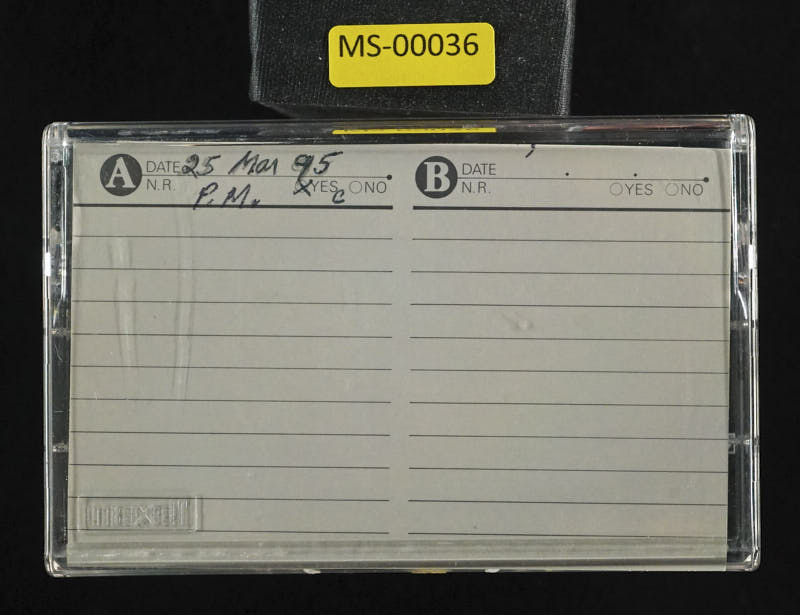 MS-00036
A DATE 25 Mar 95
N.R. P.M. YES NO
B DATE
N.R. YES NO
maxell